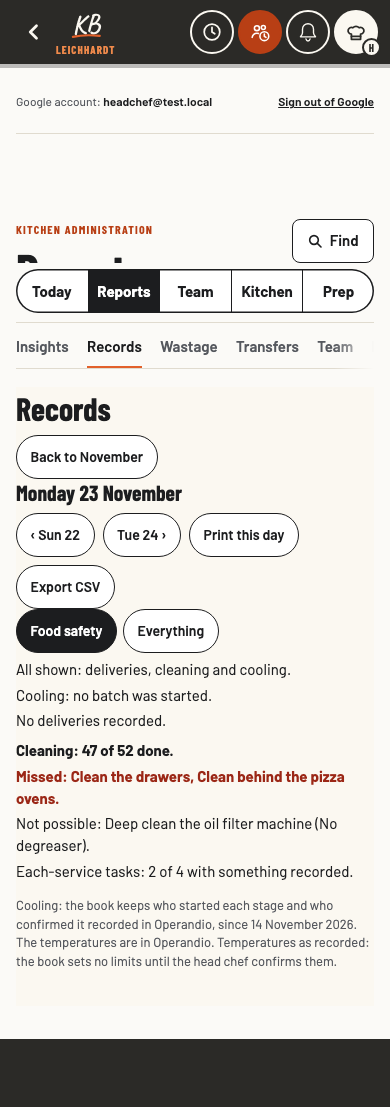 KB
LEICHHARDT
H
Google account: headchef@test.local
Sign out of Google
KITCHEN ADMINISTRATION
Find
Today
Reports
Team
Kitchen
Prep
Insights
Records
Wastage
Transfers
Team
Records
Back to November
Monday 23 November
‹ Sun 22
Tue 24 ›
Print this day
Export CSV
Food safety
Everything
All shown: deliveries, cleaning and cooling.
Cooling: no batch was started.
No deliveries recorded.
Cleaning: 47 of 52 done.
Missed: Clean the drawers, Clean behind the pizza
ovens.
Not possible: Deep clean the oil filter machine (No
degreaser).
Each-service tasks: 2 of 4 with something recorded.
Cooling: the book keeps who started each stage and who
confirmed it recorded in Operandio, since 14 November 2026.
The temperatures are in Operandio. Temperatures as recorded:
the book sets no limits until the head chef confirms them.